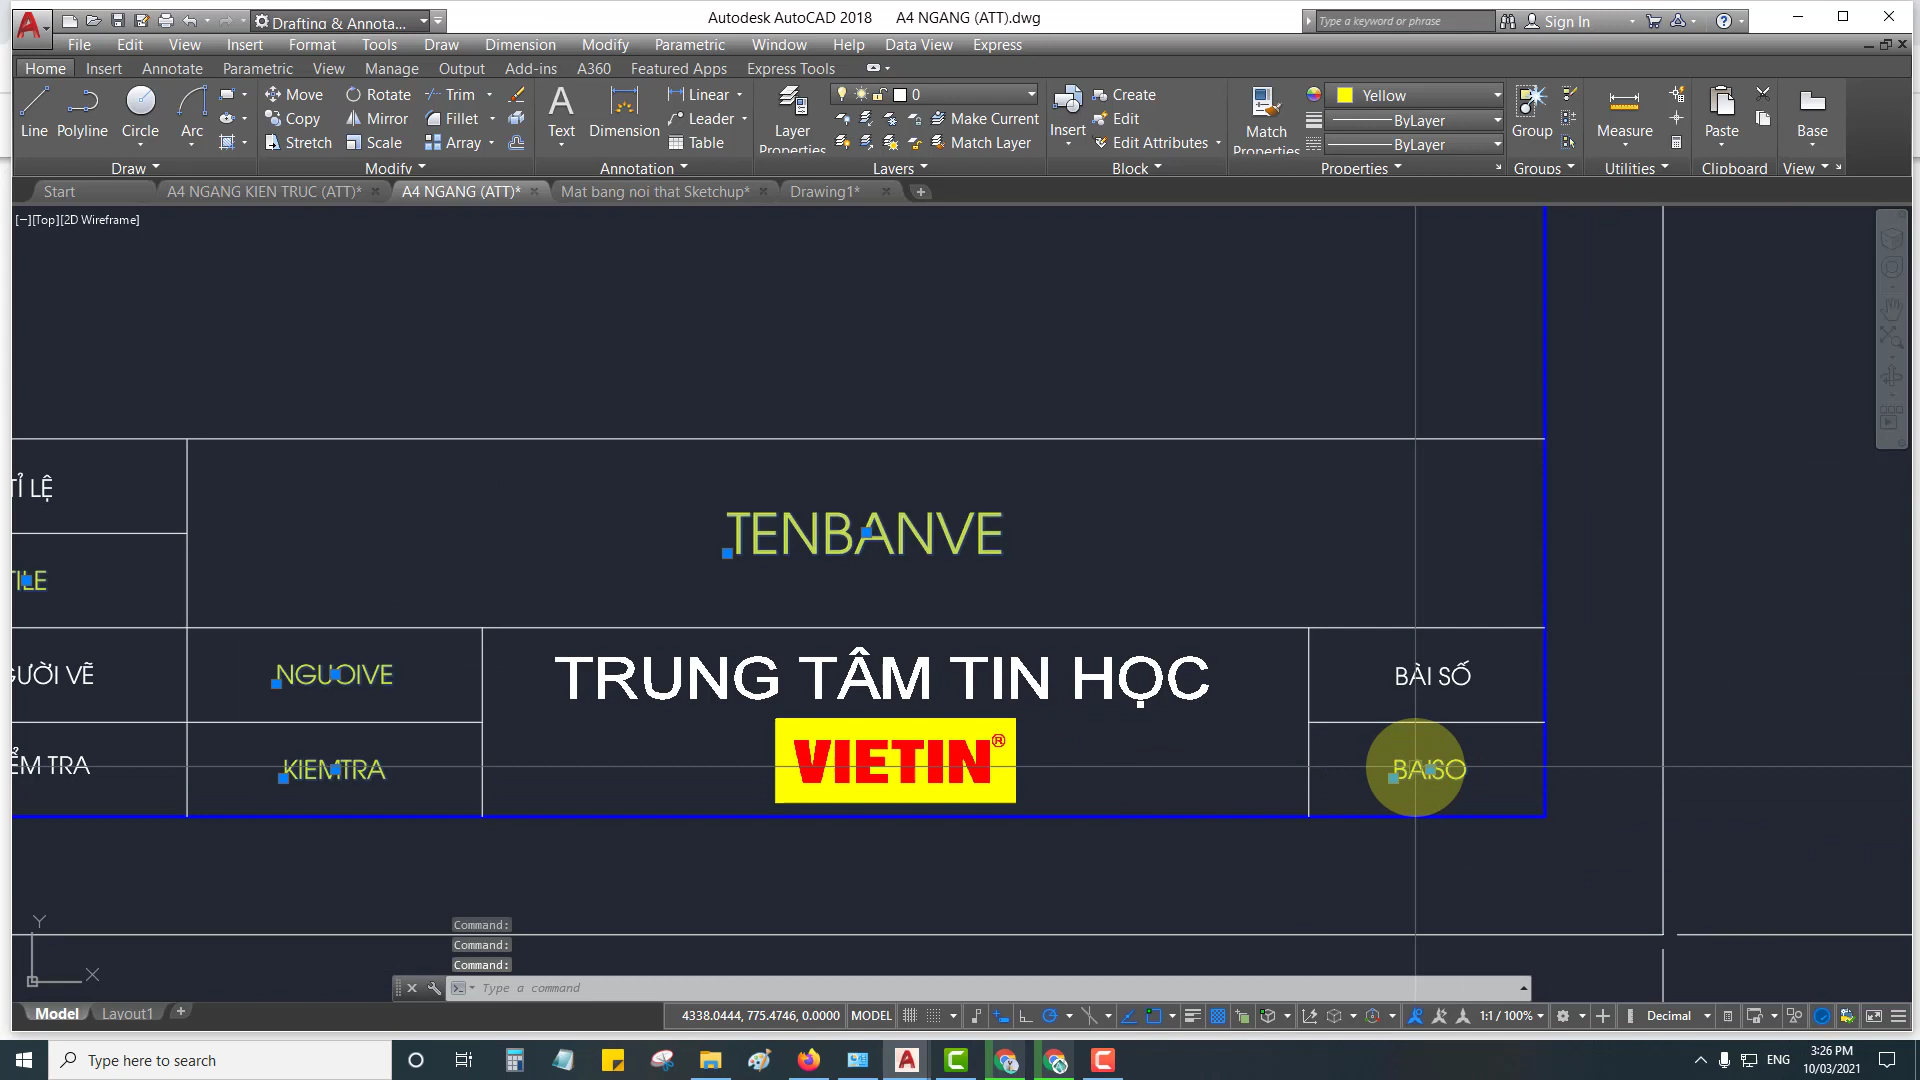 Drafting & Annota...
Autodesk AutoCAD 2018 A4 NGANG (ATT).dwg
Type a keyword or phrase
Sign In
File Edit View Insert Format Tools Draw Dimension Modify Parametric Window Help Data View Express
Home Insert Annotate Parametric View Manage Output Add-ins A360 Featured Apps Express Tools
Line Polyline Circle Arc
Move Rotate Trim
Copy Mirror Fillet
Stretch Scale Array
Text Dimension
Linear
Leader
Table
Layer Properties
0
Make Current
Match Layer
Insert
Create
Edit
Edit Attributes
Match Properties
Yellow
ByLayer
ByLayer
Group
Measure
Paste
Base
Draw Modify Annotation Layers Block Properties Groups Utilities Clipboard View
Start A4 NGANG KIEN TRUC (ATT)* A4 NGANG (ATT)* Mat bang noi that Sketchup* Drawing1*
[−][Top][2D Wireframe]
TỈ LỆ
TENBANVE
TILE
GƯỜI VẼ NGUOIVE TRUNG TÂM TIN HỌC BÀI SỐ
ỂM TRA KIEMTRA VIETIN® BAISO
Y
X
Command:
Command:
Command:
Type a command
Model Layout1
4338.0444, 775.4746, 0.0000 MODEL 1:1 / 100% Decimal
Type here to search
ENG
3:26 PM
10/03/2021